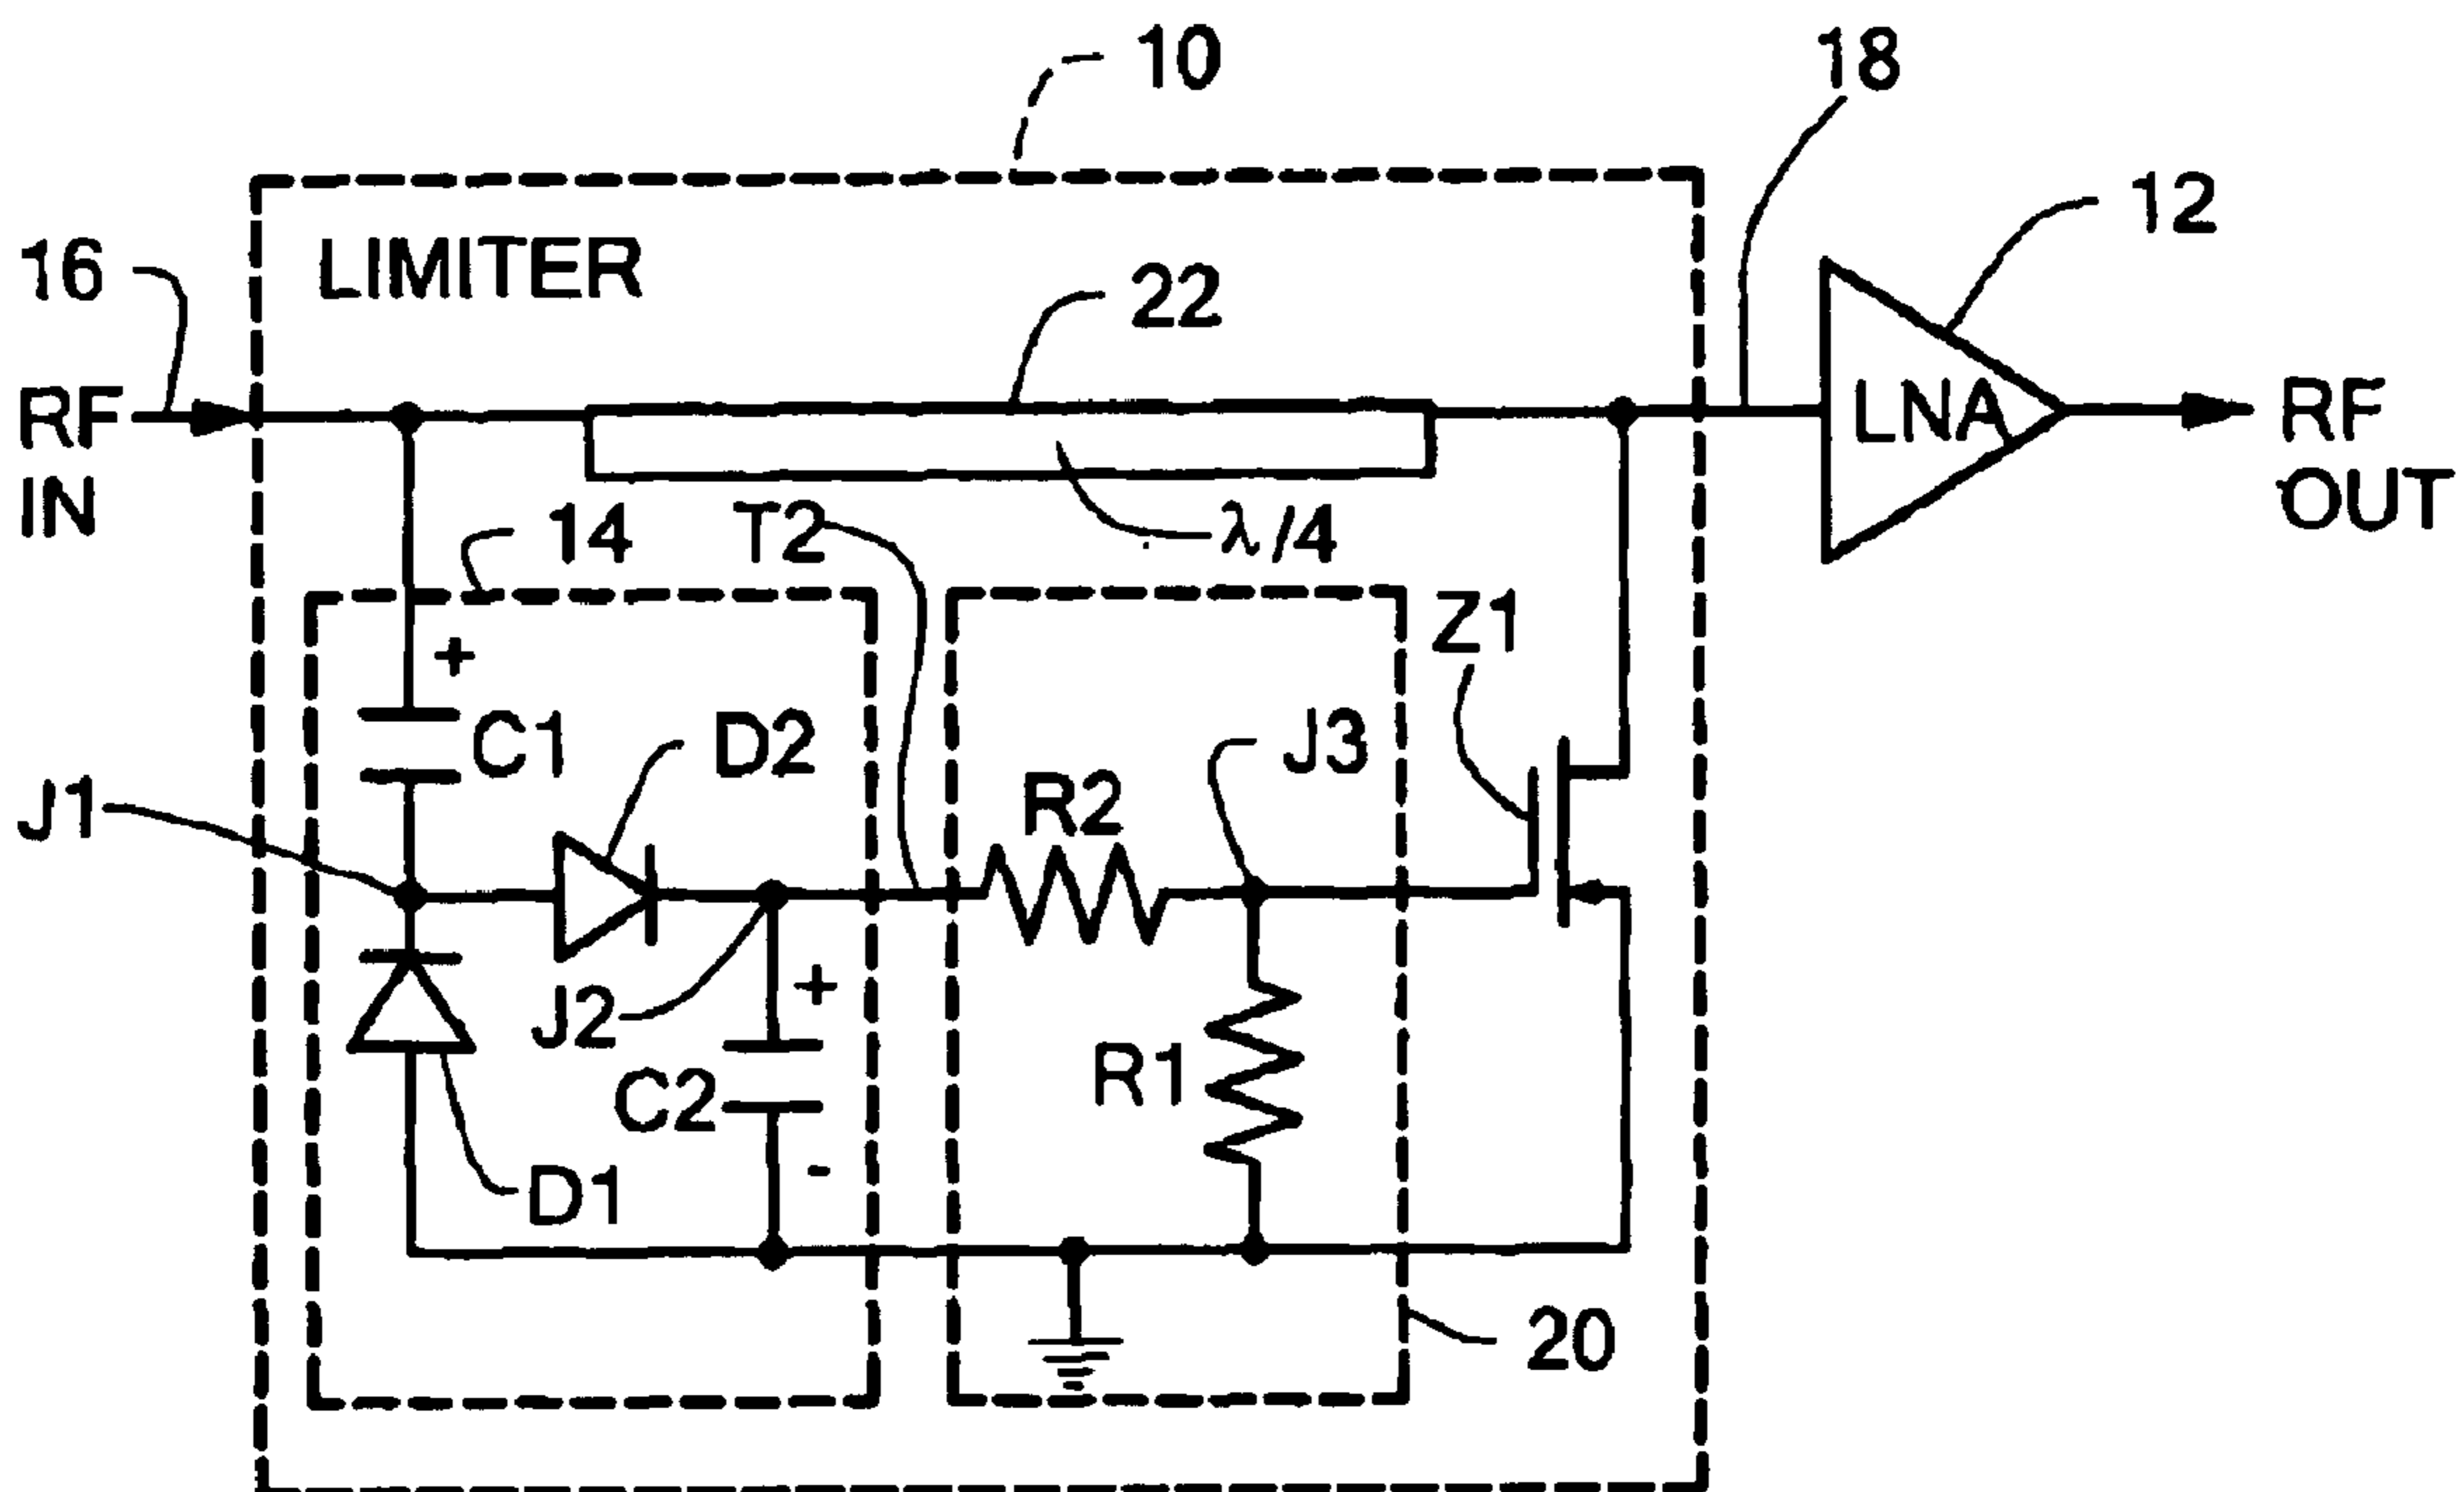 10
18
12
16
LIMITER
22
RF
IN
LNA
RF
OUT
14
T2
λ/4
Z1
+
C1
D2
J3
J1
R2
+
J2
C2
R1
-
D1
20